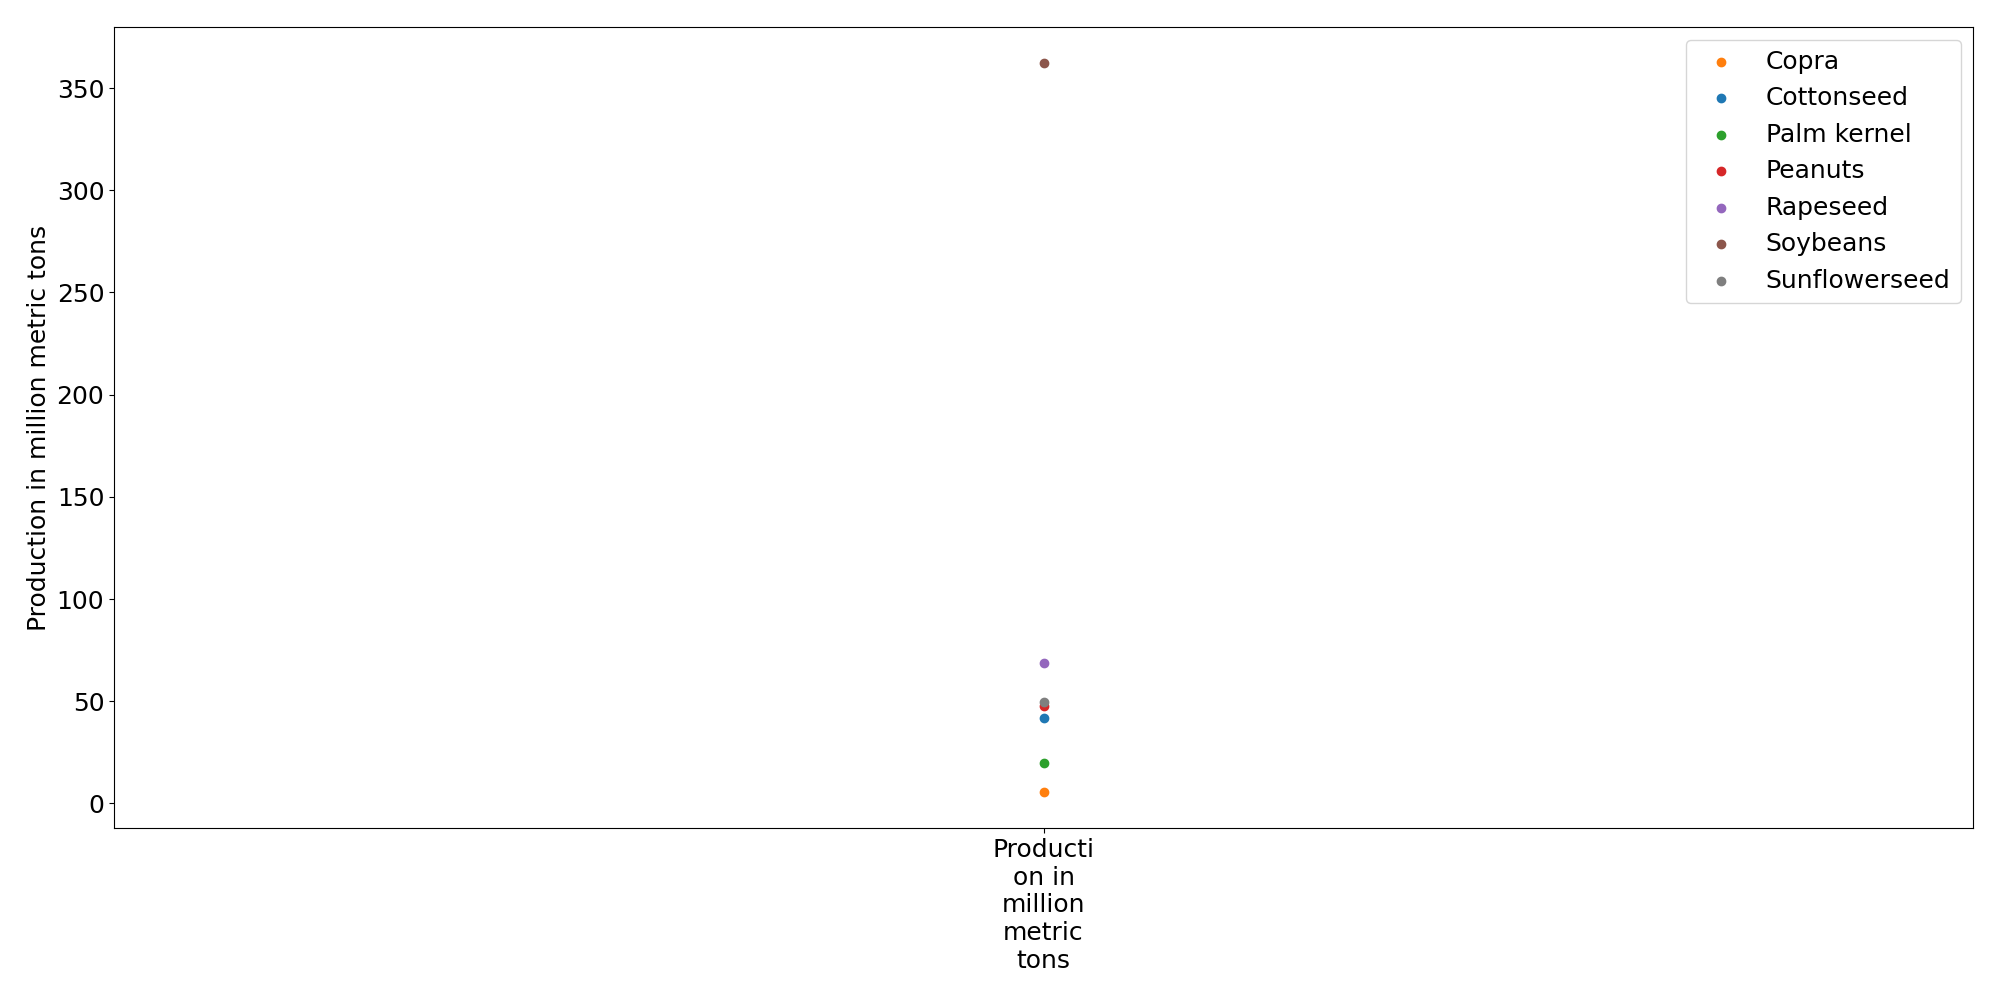 Production in million metric tons
350
300
250
200
150
100
50
0
Copra
Cottonseed
Palm kernel
Peanuts
Rapeseed
Soybeans
Sunflowerseed
Producti
on in
million
metric
tons